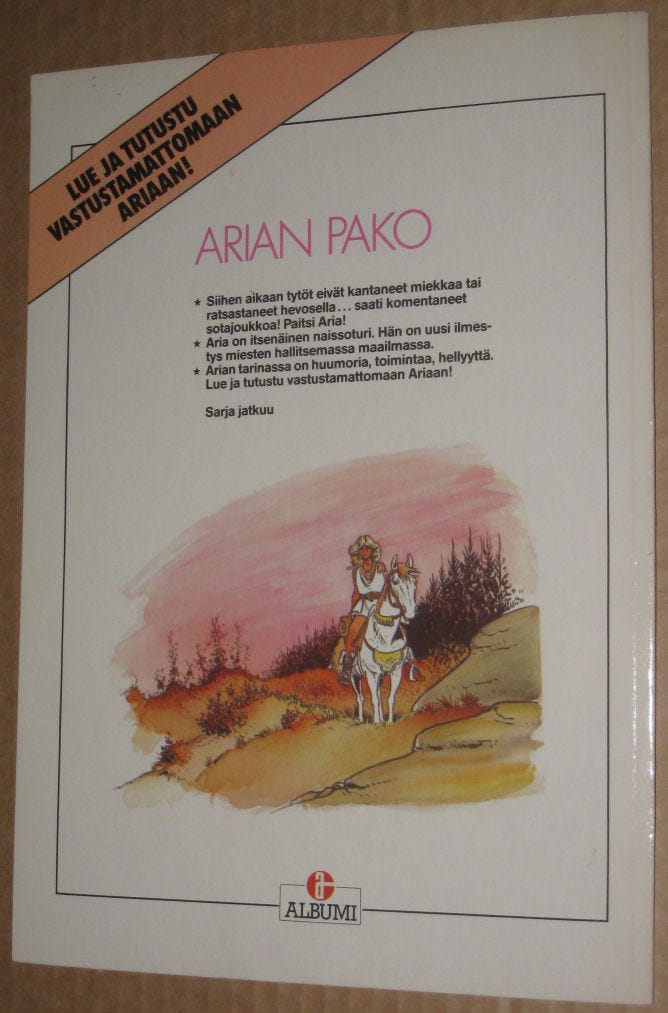 LUE JA TUTUSTU
VASTUSTAMATTOMAAN
ARIAAN!
ARIAN PAKO
★ Siihen aikaan tytöt eivät kantaneet miekkaa tai
ratsastaneet hevosella... saati komentaneet
sotajoukkoa! Paitsi Aria!
★ Aria on itsenäinen naissoturi. Hän on uusi ilmes-
tys miesten hallitsemassa maailmassa.
★ Arian tarinassa on huumoria, toimintaa, hellyyttä.
Lue ja tutustu vastustamattomaan Ariaan!
Sarja jatkuu
a
ALBUMI